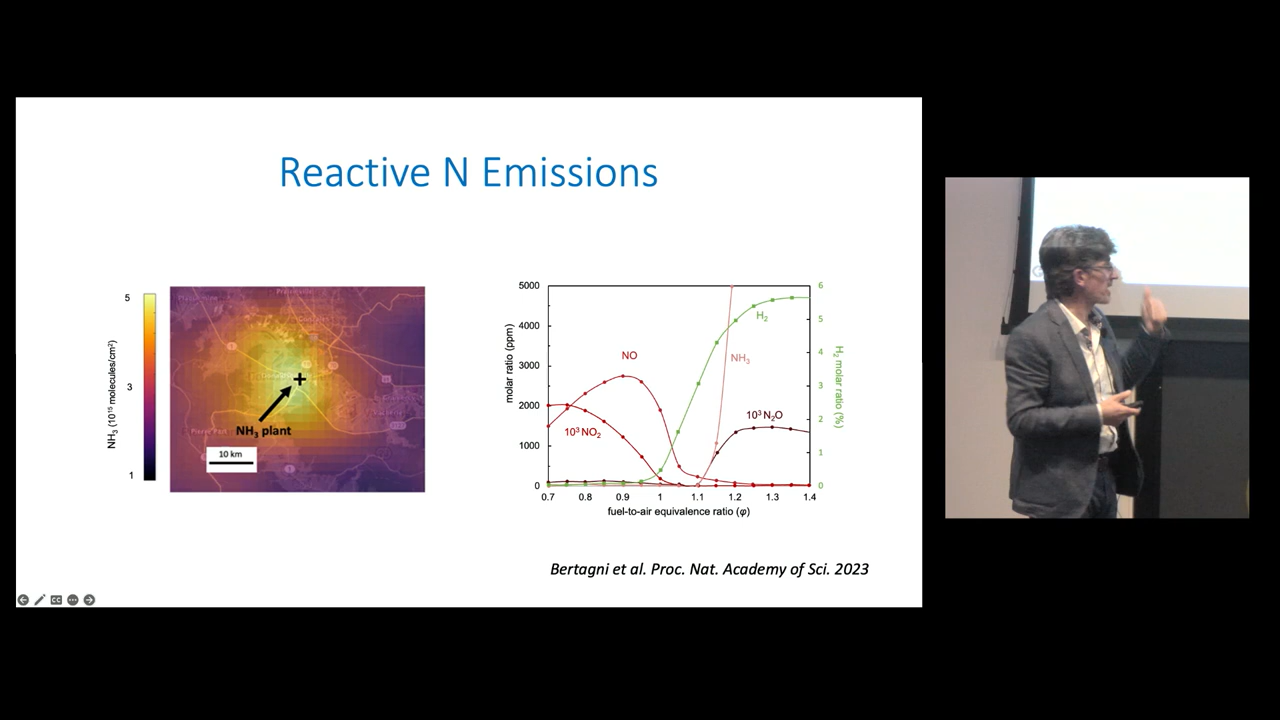 Reactive N Emissions
5
3
1
NH₃ (10¹⁵ molecules/cm²)
NH₃ plant
10 km
5000
4000
3000
2000
1000
0
molar ratio (ppm)
NO
10³ NO₂
H₂
NH₃
10³ N₂O
6
5
4
3
2
1
0
H₂ molar ratio (%)
0.7 0.8 0.9 1 1.1 1.2 1.3 1.4
fuel-to-air equivalence ratio (φ)
Bertagni et al. Proc. Nat. Academy of Sci. 2023
CC